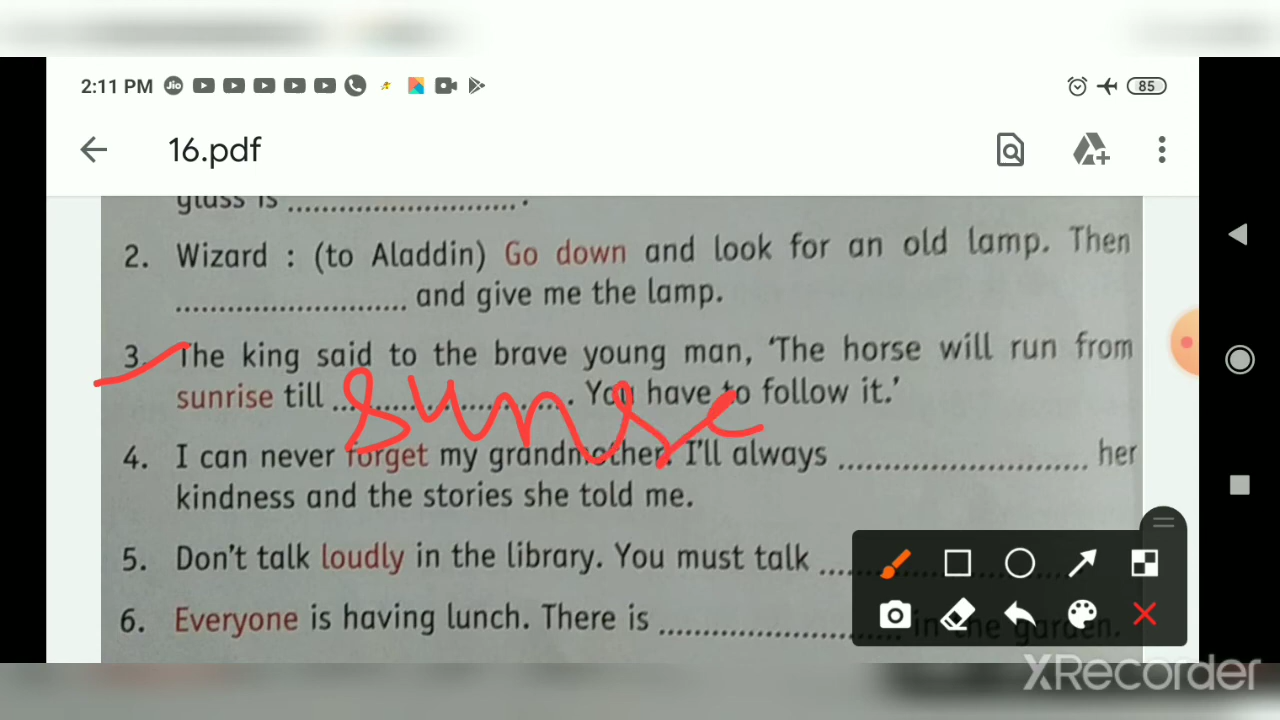 2:11 PM Jio 85
16.pdf
glass is ........................... .
2. Wizard : (to Aladdin) Go down and look for an old lamp. Then
........................... and give me the lamp.
3. The king said to the brave young man, 'The horse will run from
sunrise till ........................... . You have to follow it.'
sunse
4. I can never forget my grandmother. I'll always ........................... her
kindness and the stories she told me.
5. Don't talk loudly in the library. You must talk ...........................
6. Everyone is having lunch. There is ........................... in the garden.
XRecorder